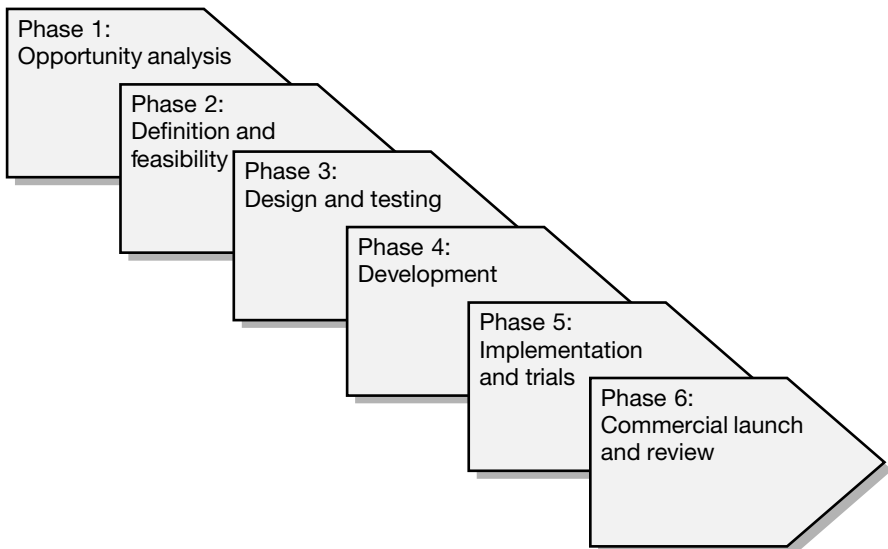 Phase 1:
Opportunity analysis
Phase 2:
Definition and
feasibility
Phase 3:
Design and testing
Phase 4:
Development
Phase 5:
Implementation
and trials
Phase 6:
Commercial launch
and review